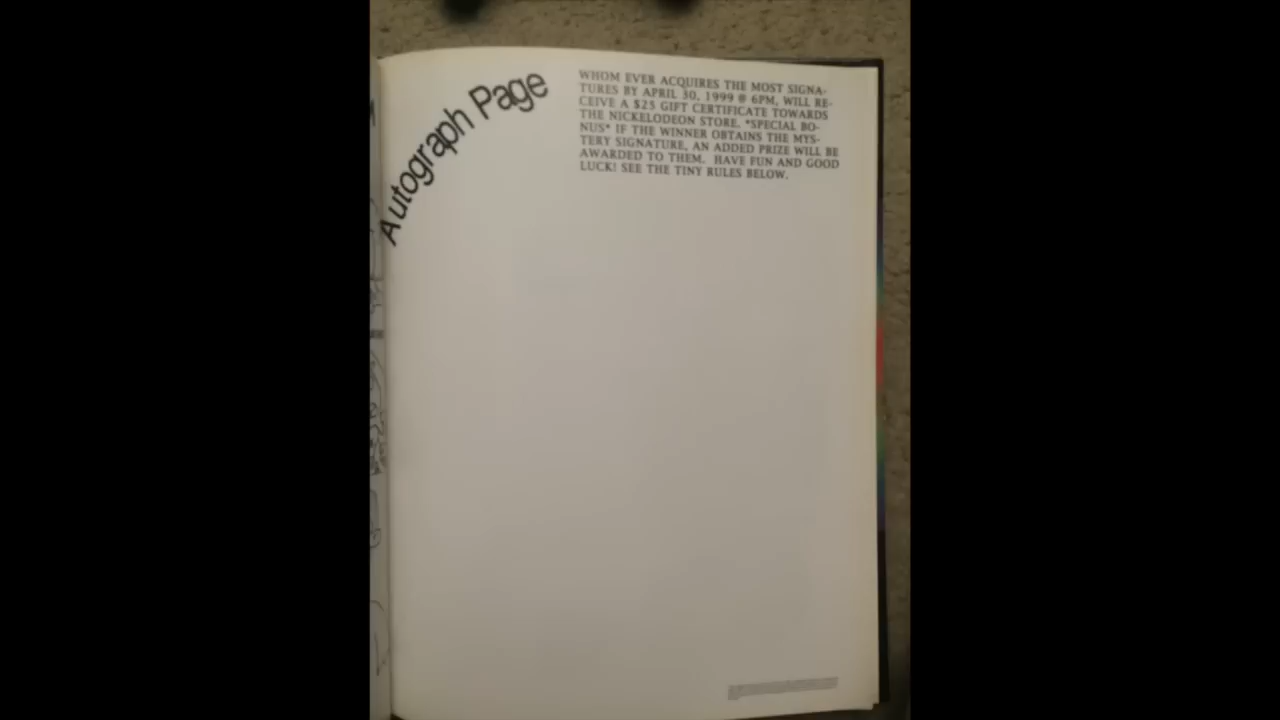 Autograph Page
WHOM EVER ACQUIRES THE MOST SIGNA-
TURES BY APRIL 30, 1999 @ 6PM, WILL RE-
CEIVE A $25 GIFT CERTIFICATE TOWARDS
THE NICKELODEON STORE. *SPECIAL BO-
NUS* IF THE WINNER OBTAINS THE MYS-
TERY SIGNATURE, AN ADDED PRIZE WILL BE
AWARDED TO THEM. HAVE FUN AND GOOD
LUCK! SEE THE TINY RULES BELOW.